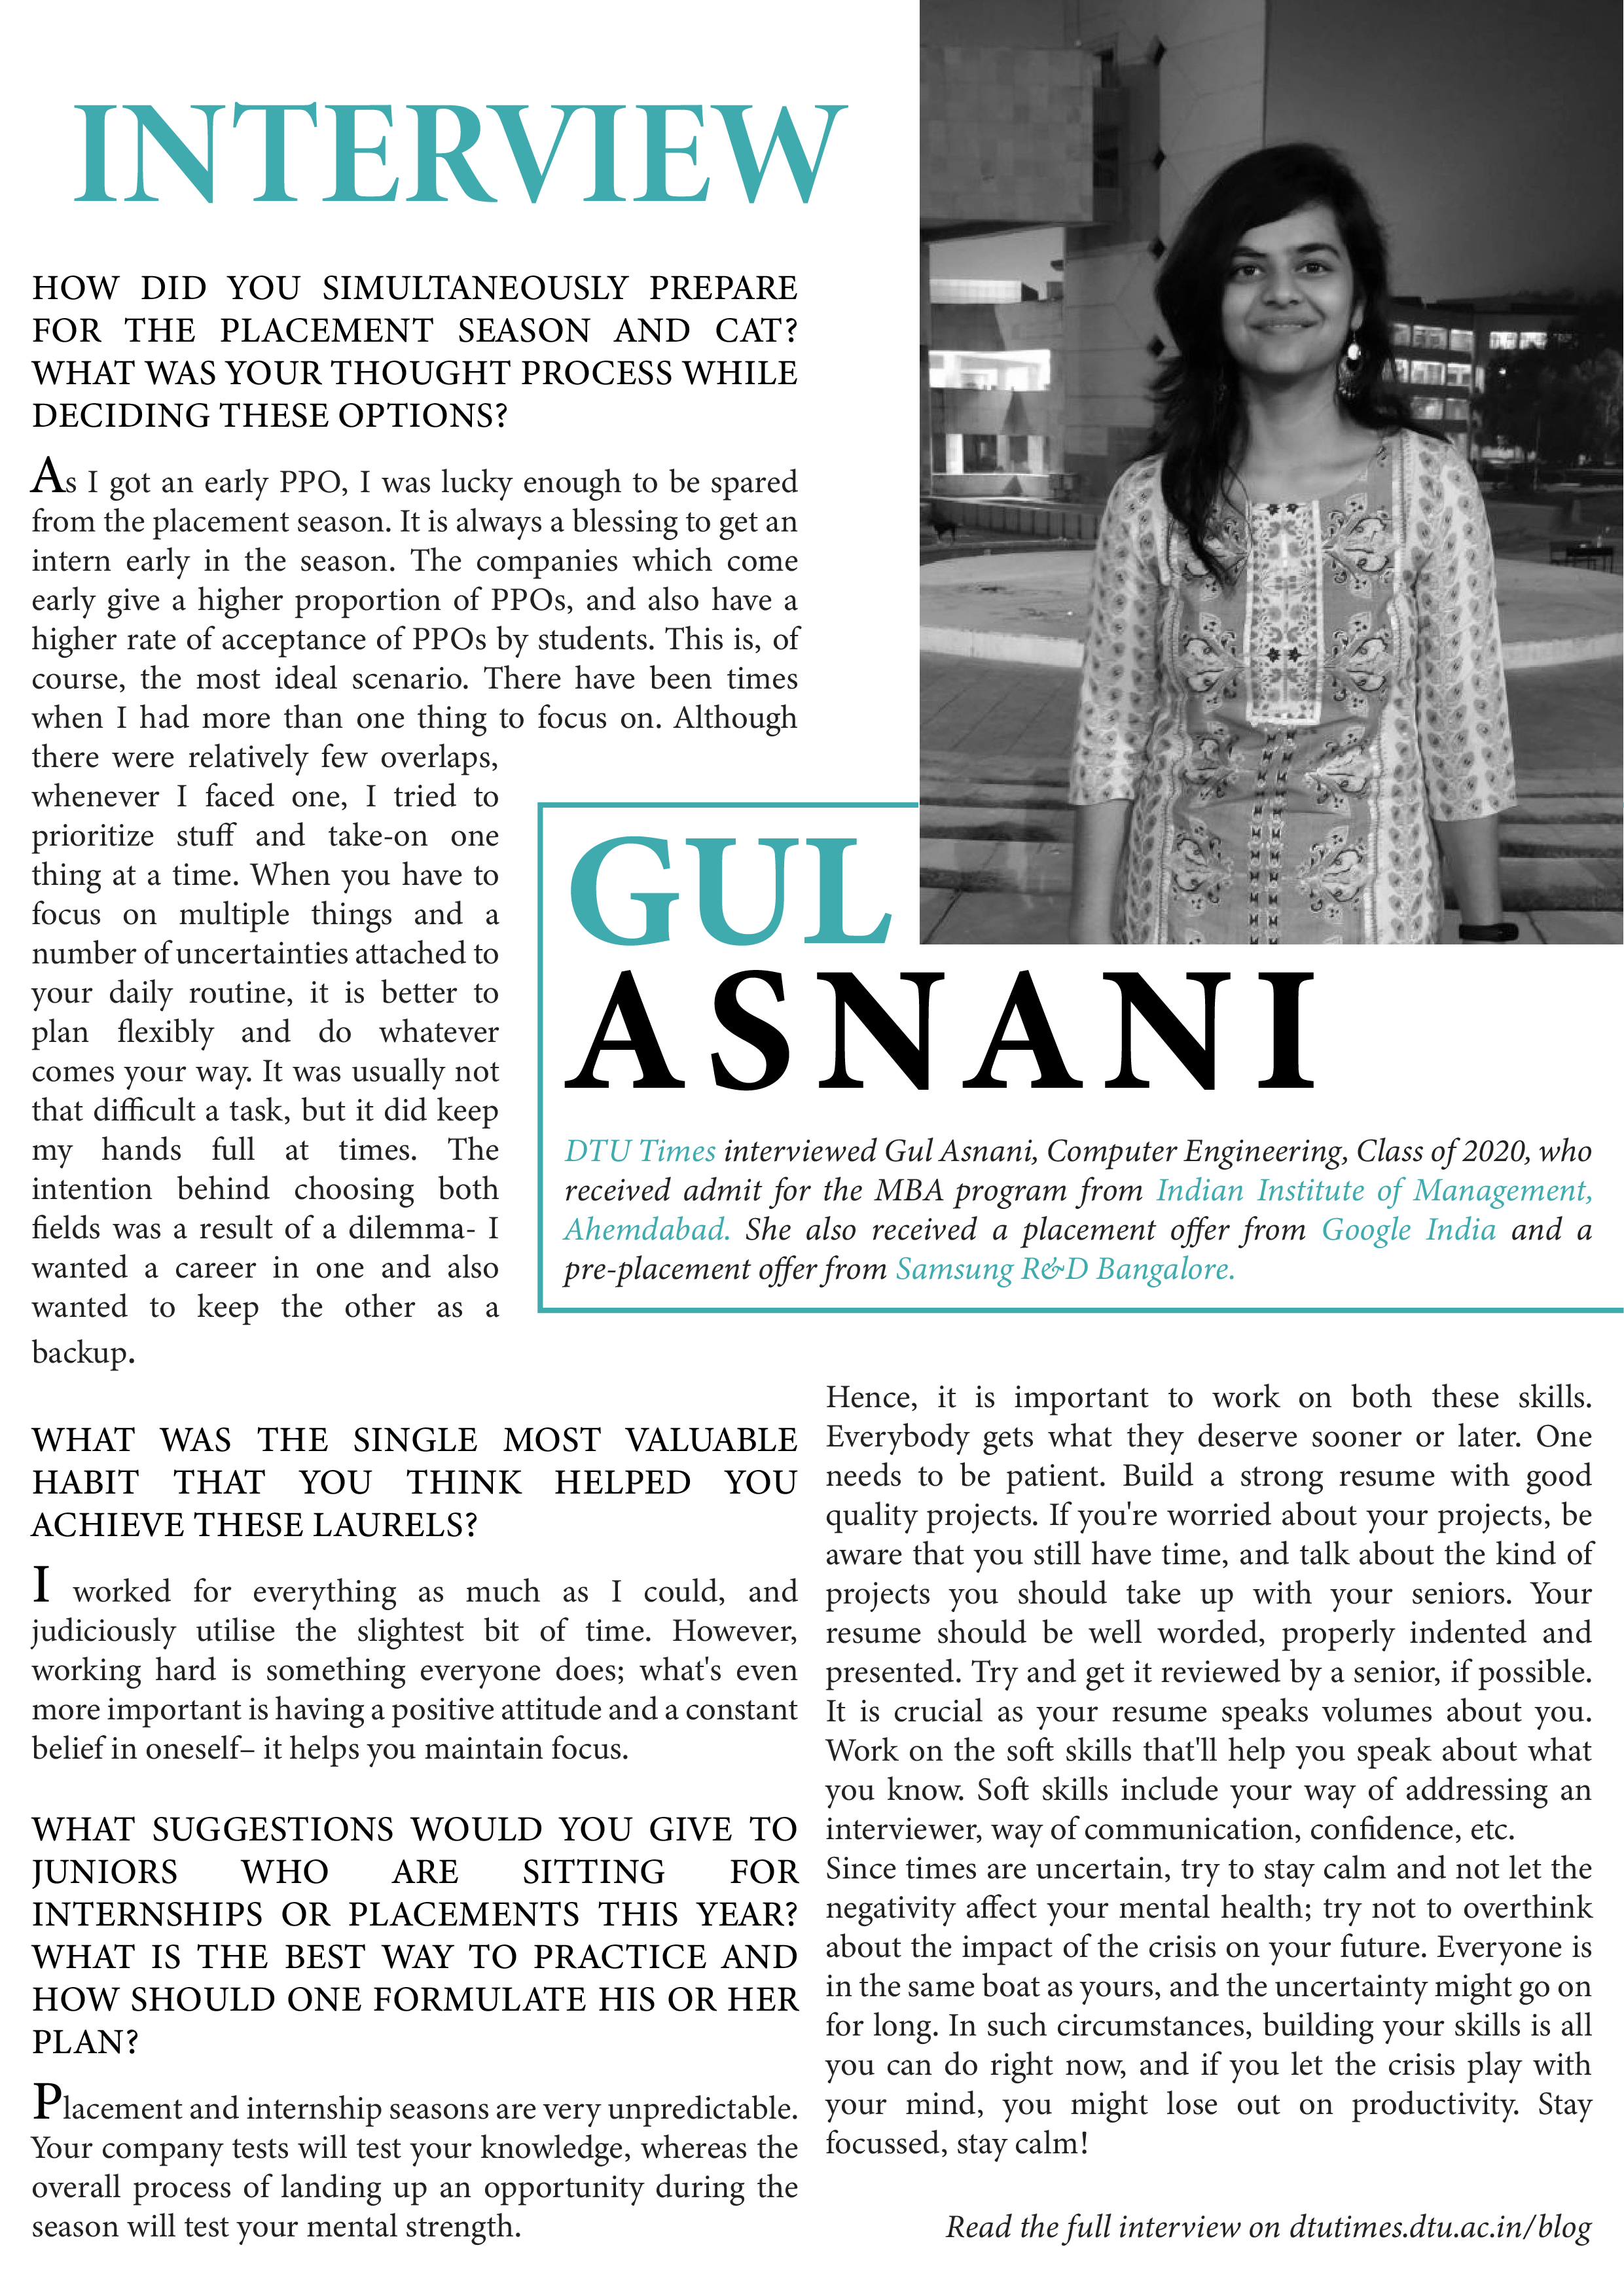 INTERVIEW
HOW DID YOU SIMULTANEOUSLY PREPARE
FOR THE PLACEMENT SEASON AND CAT?
WHAT WAS YOUR THOUGHT PROCESS WHILE
DECIDING THESE OPTIONS?
As I got an early PPO, I was lucky enough to be spared
from the placement season. It is always a blessing to get an
intern early in the season. The companies which come
early give a higher proportion of PPOs, and also have a
higher rate of acceptance of PPOs by students. This is, of
course, the most ideal scenario. There have been times
when I had more than one thing to focus on. Although
there were relatively few overlaps,
whenever I faced one, I tried to
prioritize stuff and take-on one
thing at a time. When you have to
focus on multiple things and a
number of uncertainties attached to
your daily routine, it is better to
plan flexibly and do whatever
comes your way. It was usually not
that difficult a task, but it did keep
my hands full at times. The
intention behind choosing both
fields was a result of a dilemma- I
wanted a career in one and also
wanted to keep the other as a
backup.
GUL
ASNANI
DTU Times interviewed Gul Asnani, Computer Engineering, Class of 2020, who
received admit for the MBA program from Indian Institute of Management,
Ahemdabad. She also received a placement offer from Google India and a
pre-placement offer from Samsung R&D Bangalore.
WHAT WAS THE SINGLE MOST VALUABLE
HABIT THAT YOU THINK HELPED YOU
ACHIEVE THESE LAURELS?
I worked for everything as much as I could, and
judiciously utilise the slightest bit of time. However,
working hard is something everyone does; what's even
more important is having a positive attitude and a constant
belief in oneself– it helps you maintain focus.
WHAT SUGGESTIONS WOULD YOU GIVE TO
JUNIORS WHO ARE SITTING FOR
INTERNSHIPS OR PLACEMENTS THIS YEAR?
WHAT IS THE BEST WAY TO PRACTICE AND
HOW SHOULD ONE FORMULATE HIS OR HER
PLAN?
Placement and internship seasons are very unpredictable.
Your company tests will test your knowledge, whereas the
overall process of landing up an opportunity during the
season will test your mental strength.
Hence, it is important to work on both these skills.
Everybody gets what they deserve sooner or later. One
needs to be patient. Build a strong resume with good
quality projects. If you're worried about your projects, be
aware that you still have time, and talk about the kind of
projects you should take up with your seniors. Your
resume should be well worded, properly indented and
presented. Try and get it reviewed by a senior, if possible.
It is crucial as your resume speaks volumes about you.
Work on the soft skills that'll help you speak about what
you know. Soft skills include your way of addressing an
interviewer, way of communication, confidence, etc.
Since times are uncertain, try to stay calm and not let the
negativity affect your mental health; try not to overthink
about the impact of the crisis on your future. Everyone is
in the same boat as yours, and the uncertainty might go on
for long. In such circumstances, building your skills is all
you can do right now, and if you let the crisis play with
your mind, you might lose out on productivity. Stay
focussed, stay calm!
Read the full interview on dtutimes.dtu.ac.in/blog